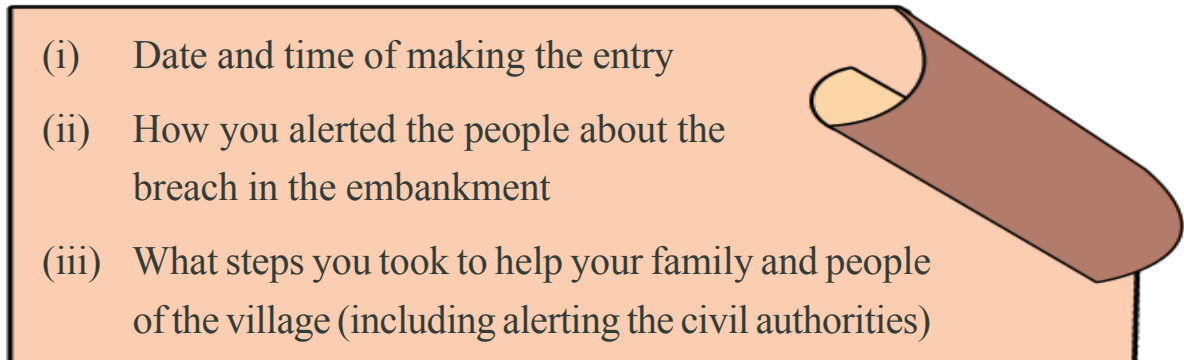 (i) Date and time of making the entry
(ii) How you alerted the people about the
breach in the embankment
(iii) What steps you took to help your family and people
of the village (including alerting the civil authorities)